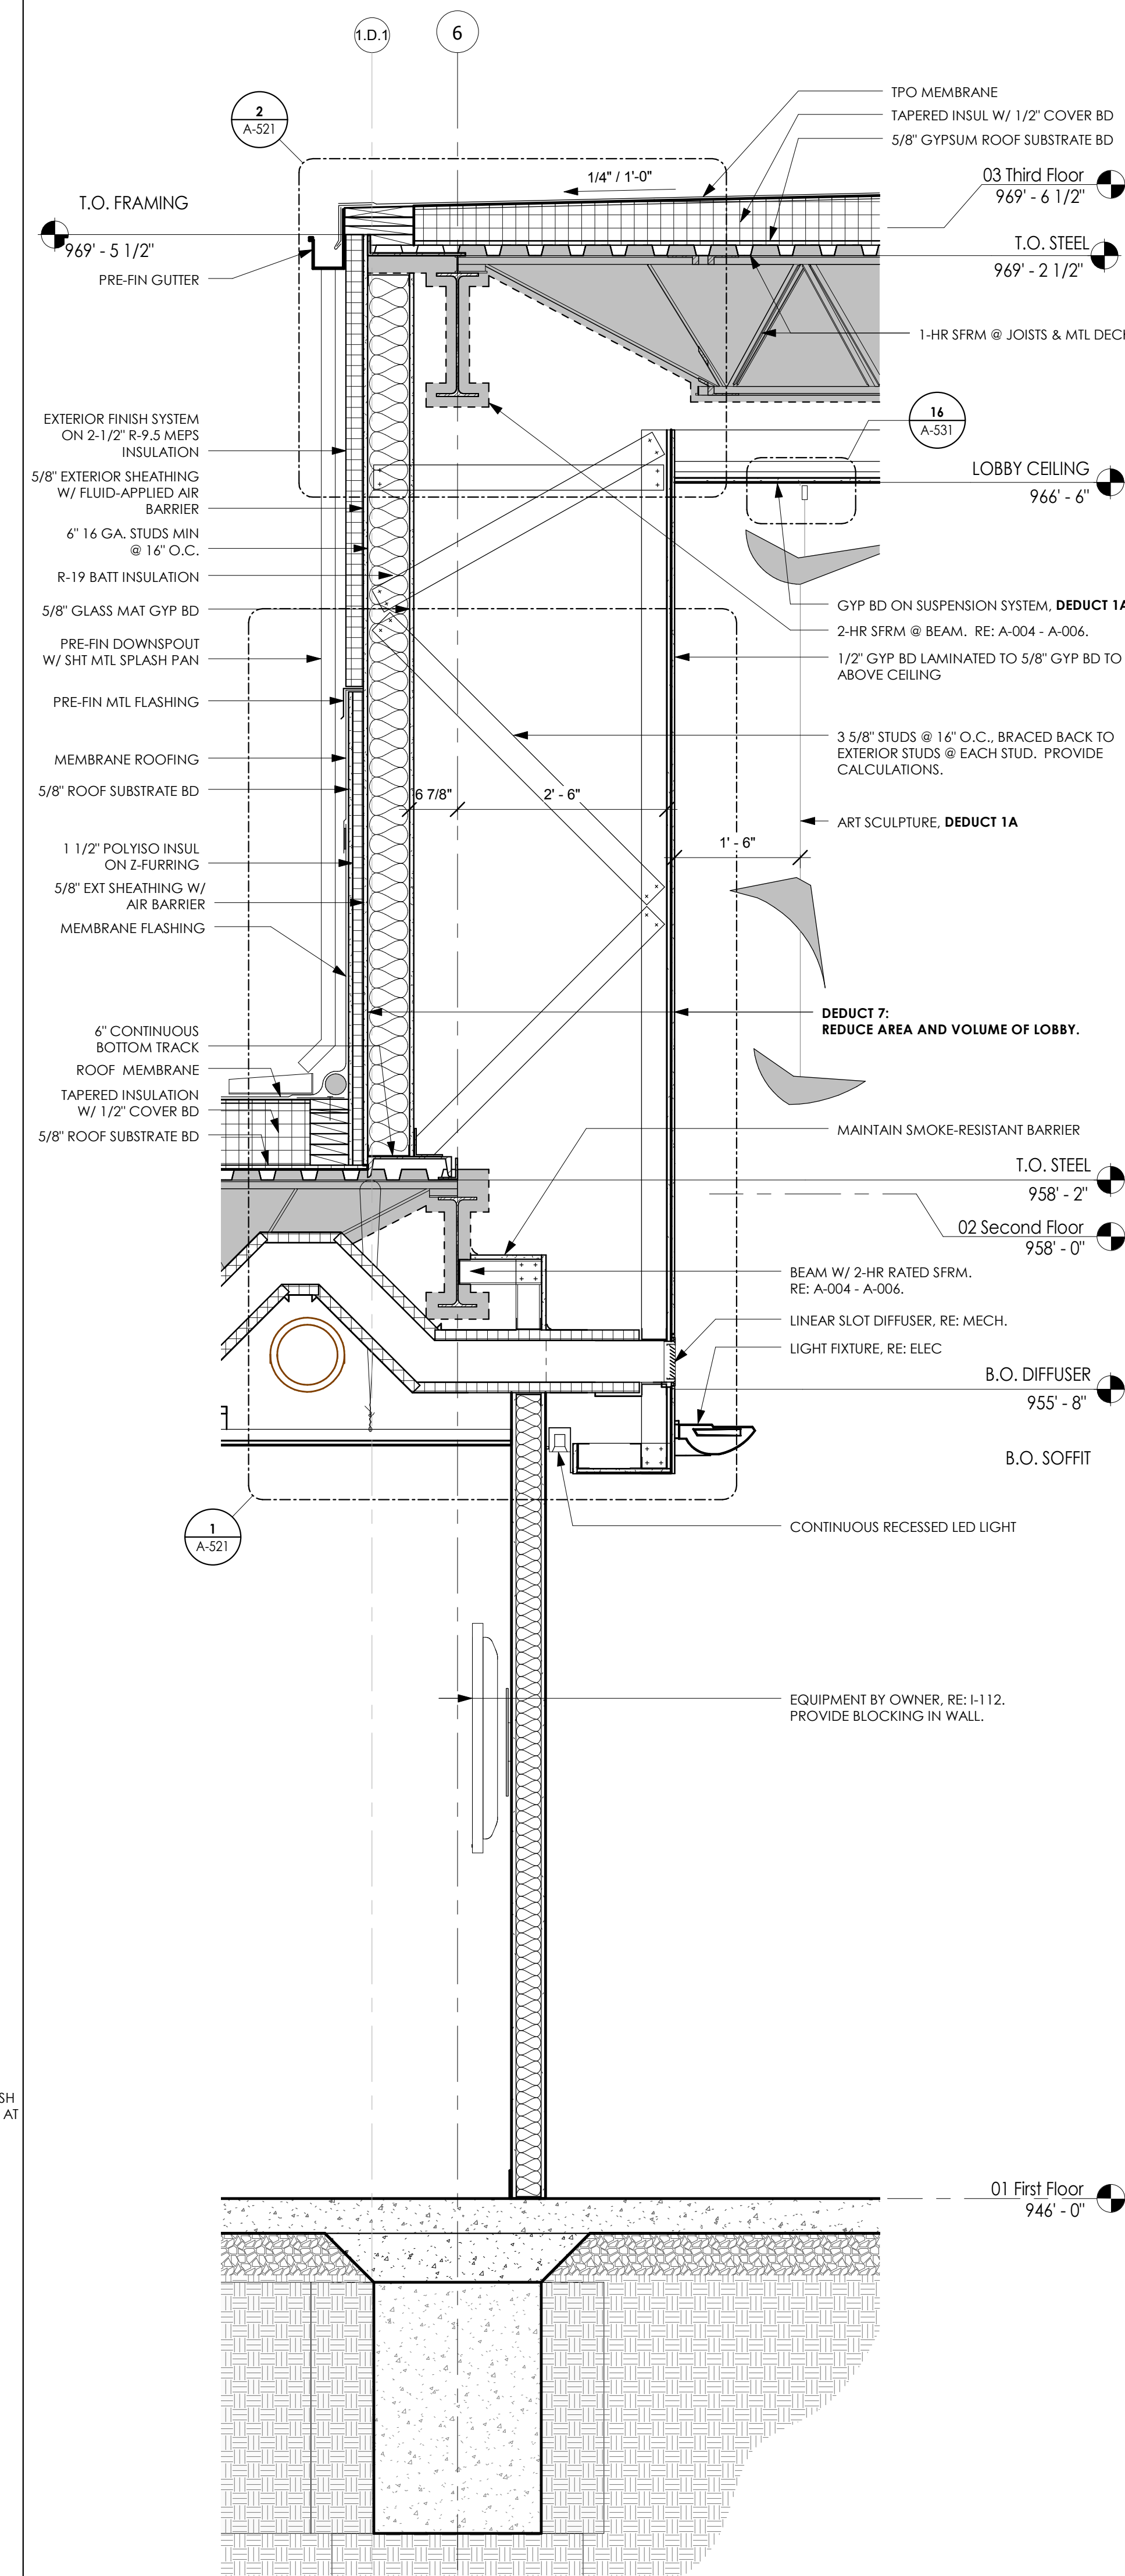 1.D.1
6
2
A-521
TPO MEMBRANE
TAPERED INSUL W/ 1/2" COVER BD
5/8" GYPSUM ROOF SUBSTRATE BD
1/4" / 1'-0"
03 Third Floor
969' - 6 1/2"
T.O. FRAMING
969' - 5 1/2"
T.O. STEEL
969' - 2 1/2"
PRE-FIN GUTTER
1-HR SFRM @ JOISTS & MTL DECK
16
A-531
EXTERIOR FINISH SYSTEM
ON 2-1/2" R-9.5 MEPS
INSULATION
5/8" EXTERIOR SHEATHING
W/ FLUID-APPLIED AIR
BARRIER
LOBBY CEILING
966' - 6"
6" 16 GA. STUDS MIN
@ 16" O.C.
R-19 BATT INSULATION
5/8" GLASS MAT GYP BD
GYP BD ON SUSPENSION SYSTEM, DEDUCT 1A
2-HR SFRM @ BEAM. RE: A-004 - A-006.
PRE-FIN DOWNSPOUT
W/ SHT MTL SPLASH PAN
1/2" GYP BD LAMINATED TO 5/8" GYP BD TO
ABOVE CEILING
PRE-FIN MTL FLASHING
3 5/8" STUDS @ 16" O.C., BRACED BACK TO
EXTERIOR STUDS @ EACH STUD. PROVIDE
CALCULATIONS.
MEMBRANE ROOFING
5/8" ROOF SUBSTRATE BD
6 7/8"
2' - 6"
ART SCULPTURE, DEDUCT 1A
1' - 6"
1 1/2" POLYISO INSUL
ON Z-FURRING
5/8" EXT SHEATHING W/
AIR BARRIER
MEMBRANE FLASHING
DEDUCT 7:
REDUCE AREA AND VOLUME OF LOBBY.
6" CONTINUOUS
BOTTOM TRACK
ROOF MEMBRANE
TAPERED INSULATION
W/ 1/2" COVER BD
5/8" ROOF SUBSTRATE BD
MAINTAIN SMOKE-RESISTANT BARRIER
T.O. STEEL
958' - 2"
02 Second Floor
958' - 0"
BEAM W/ 2-HR RATED SFRM.
RE: A-004 - A-006.
LINEAR SLOT DIFFUSER, RE: MECH.
LIGHT FIXTURE, RE: ELEC
B.O. DIFFUSER
955' - 8"
B.O. SOFFIT
1
A-521
CONTINUOUS RECESSED LED LIGHT
EQUIPMENT BY OWNER, RE: I-112.
PROVIDE BLOCKING IN WALL.
SH
AT
01 First Floor
946' - 0"